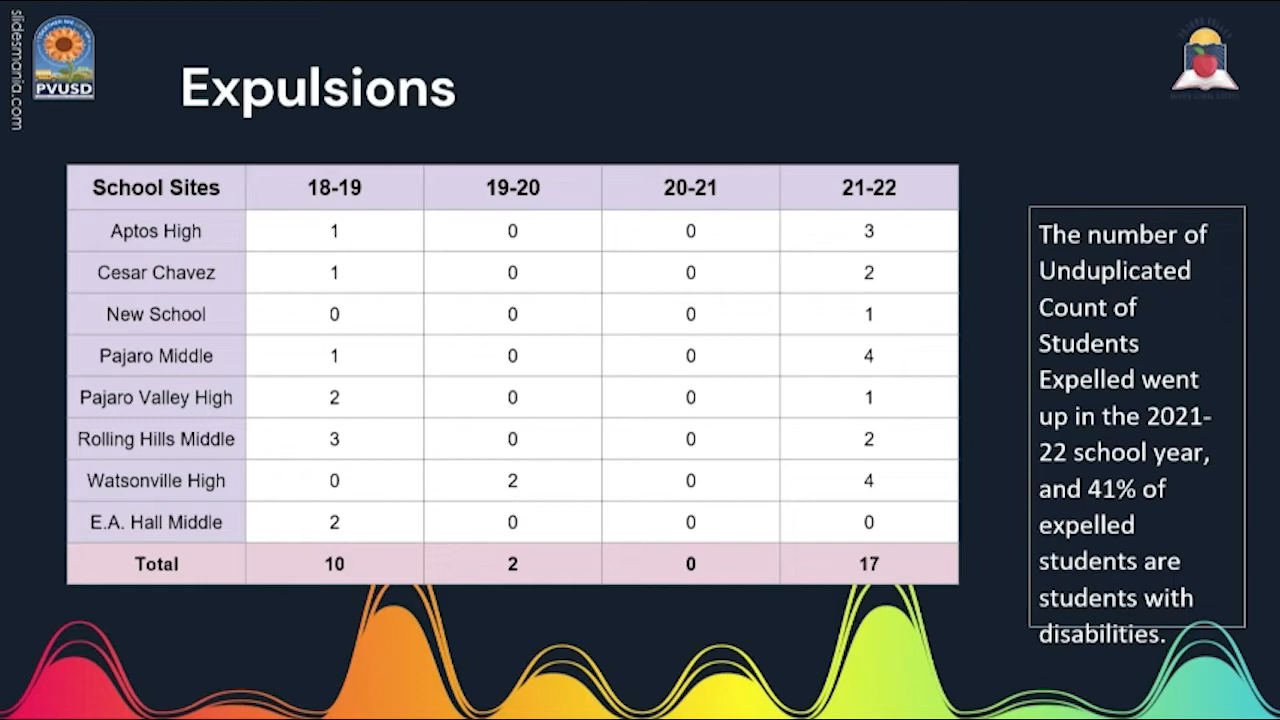 slidesmania.com
PVUSD
Expulsions
School Sites 18-19 19-20 20-21 21-22
Aptos High 1 0 0 3
Cesar Chavez 1 0 0 2
New School 0 0 0 1
Pajaro Middle 1 0 0 4
Pajaro Valley High 2 0 0 1
Rolling Hills Middle 3 0 0 2
Watsonville High 0 2 0 4
E.A. Hall Middle 2 0 0 0
Total 10 2 0 17
The number of
Unduplicated
Count of
Students
Expelled went
up in the 2021-
22 school year,
and 41% of
expelled
students are
students with
disabilities.